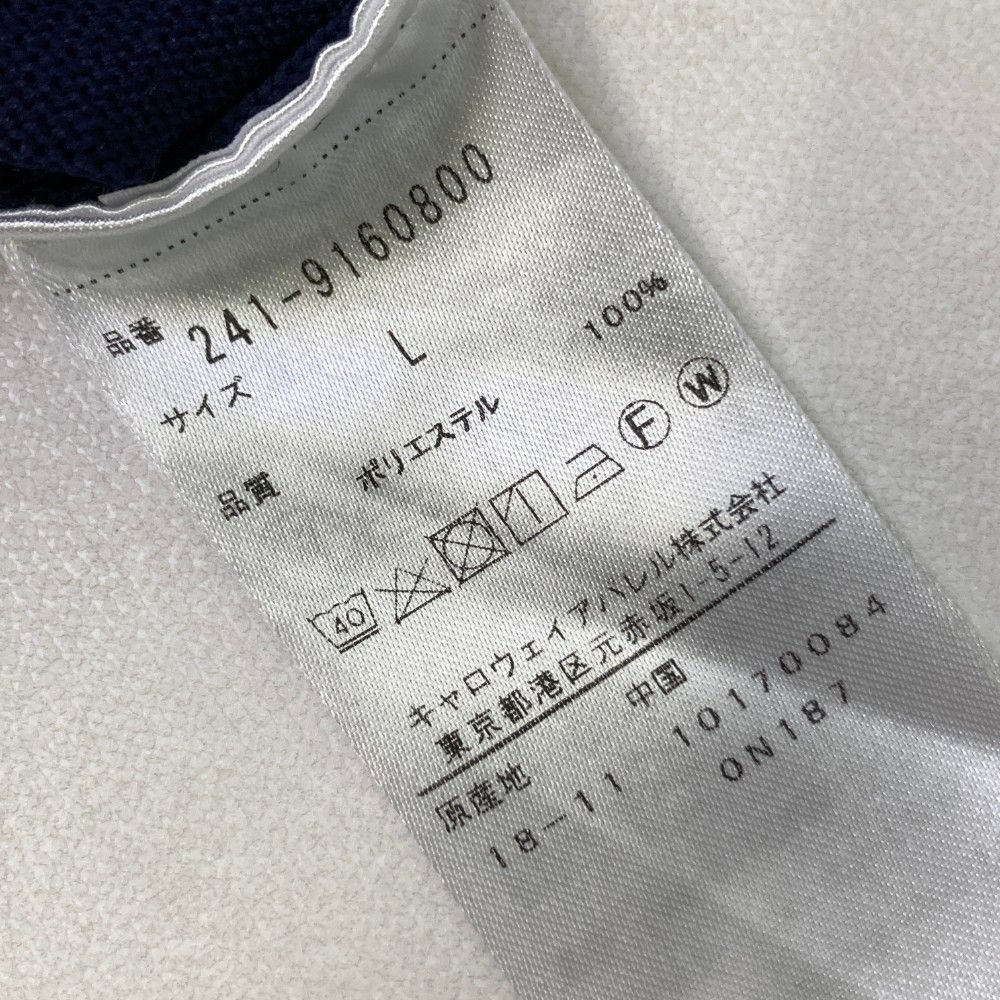 品番 241-9160800
サイズ L
品質 ポリエステル 100%
40 F W
キャロウェイアパレル株式会社
東京都港区元赤坂1-5-12
原産地 中国
18-11 10170084
0N187